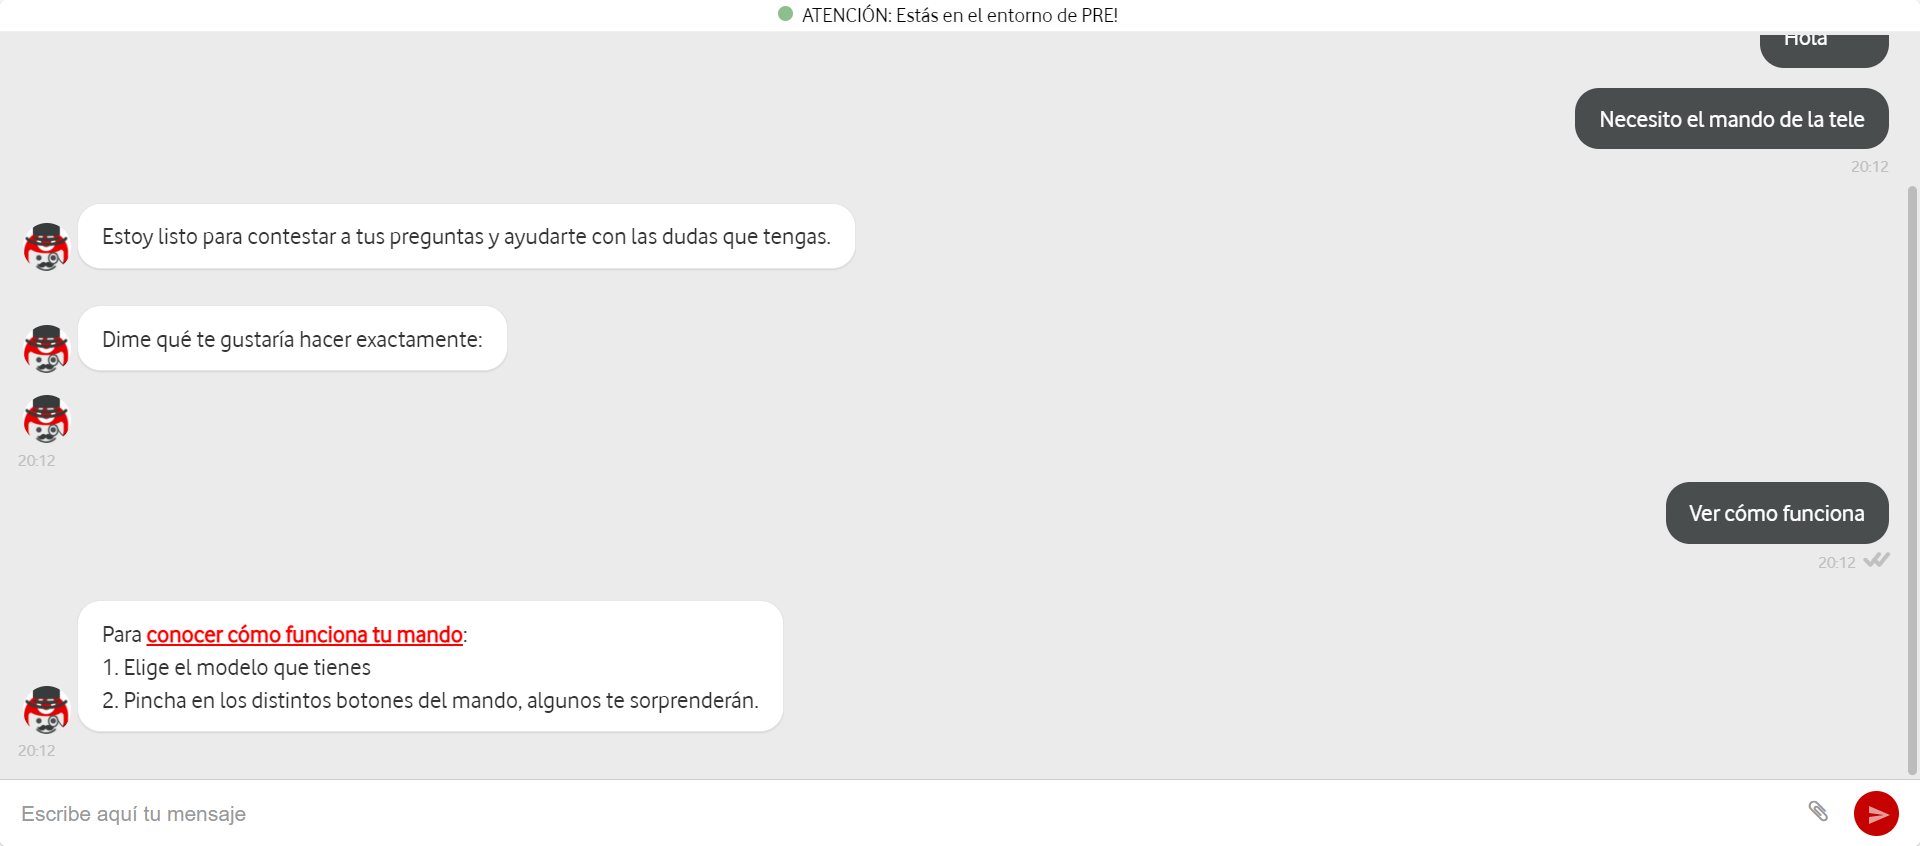 ATENCIÓN: Estás en el entorno de PRE!
Hola
Necesito el mando de la tele
20:12
Estoy listo para contestar a tus preguntas y ayudarte con las dudas que tengas.
Dime qué te gustaría hacer exactamente:
20:12
Ver cómo funciona
20:12
Para conocer cómo funciona tu mando:
1. Elige el modelo que tienes
2. Pincha en los distintos botones del mando, algunos te sorprenderán.
20:12
Escribe aquí tu mensaje